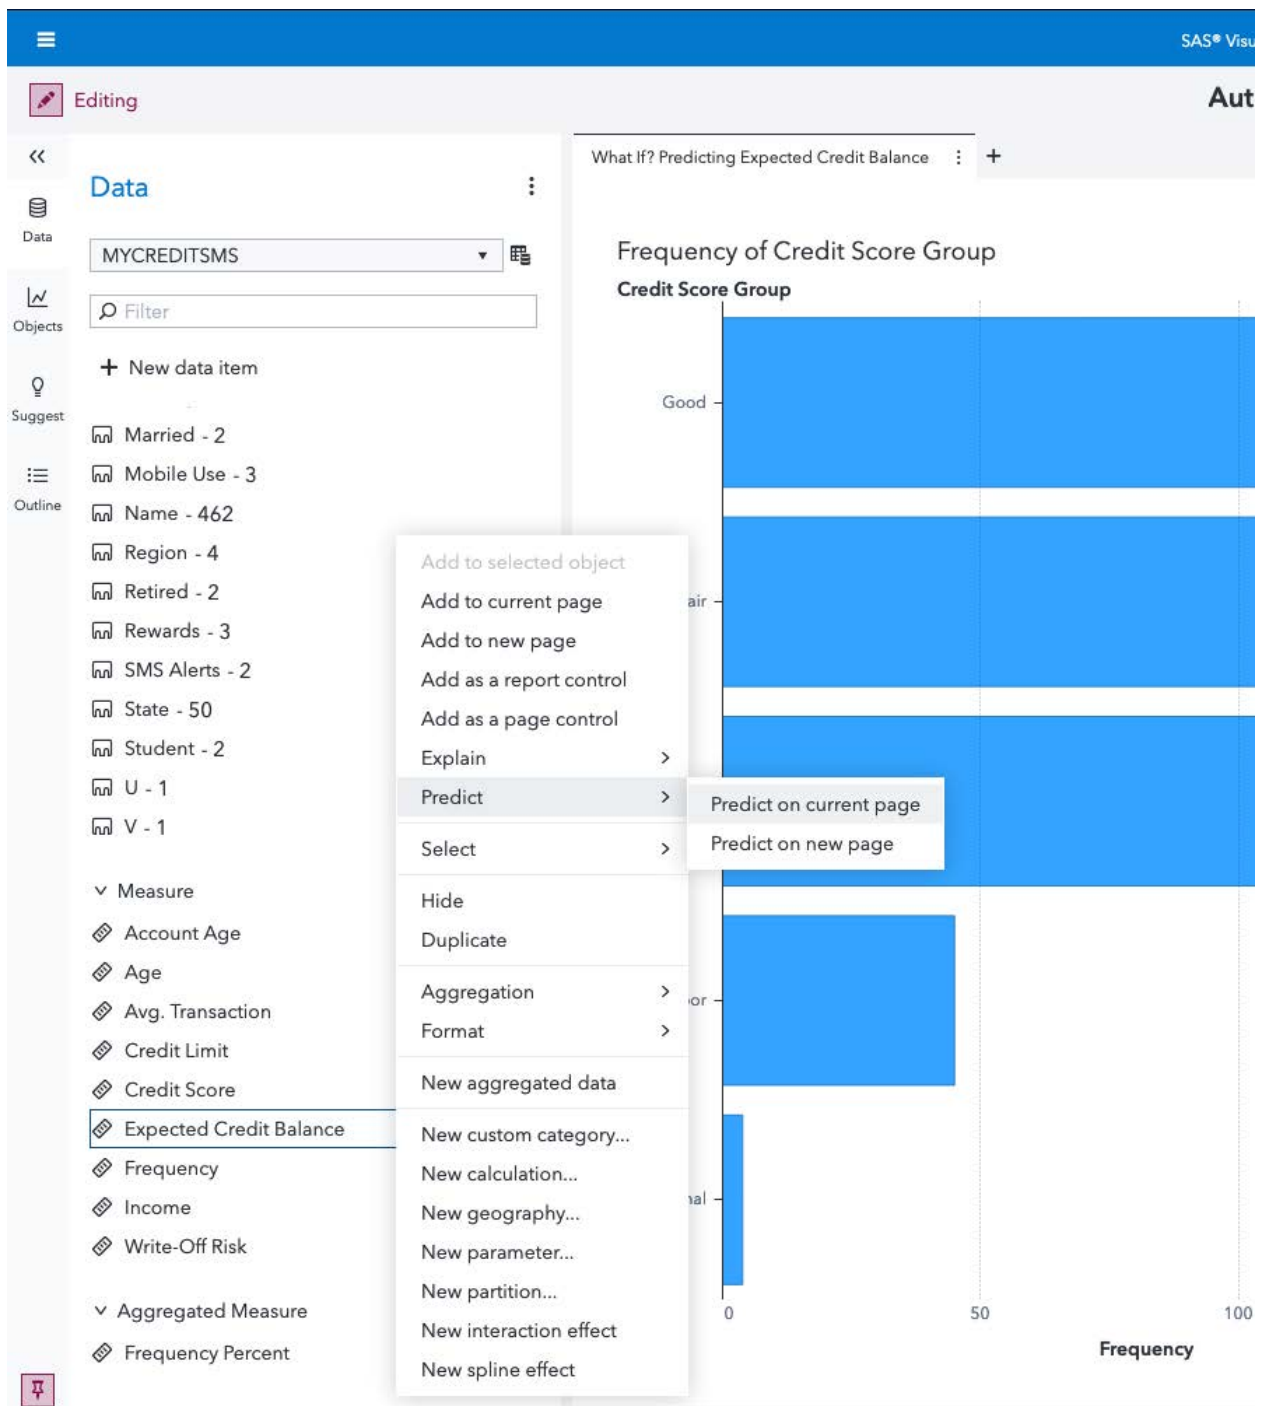 SAS® Visu
Editing
Aut
Data
Objects
Suggest
Outline
Data
MYCREDITSMS
Filter
New data item
Married - 2
Mobile Use - 3
Name - 462
Region - 4
Retired - 2
Rewards - 3
SMS Alerts - 2
State - 50
Student - 2
U - 1
V - 1
Measure
Account Age
Age
Avg. Transaction
Credit Limit
Credit Score
Expected Credit Balance
Frequency
Income
Write-Off Risk
Aggregated Measure
Frequency Percent
Add to selected object
Add to current page
Add to new page
Add as a report control
Add as a page control
Explain
Predict
Select
Hide
Duplicate
Aggregation
Format
New aggregated data
New custom category...
New calculation...
New geography...
New parameter...
New partition...
New interaction effect
New spline effect
Predict on current page
Predict on new page
What If? Predicting Expected Credit Balance
Frequency of Credit Score Group
Credit Score Group
Good
air
or
nal
0 50 100
Frequency